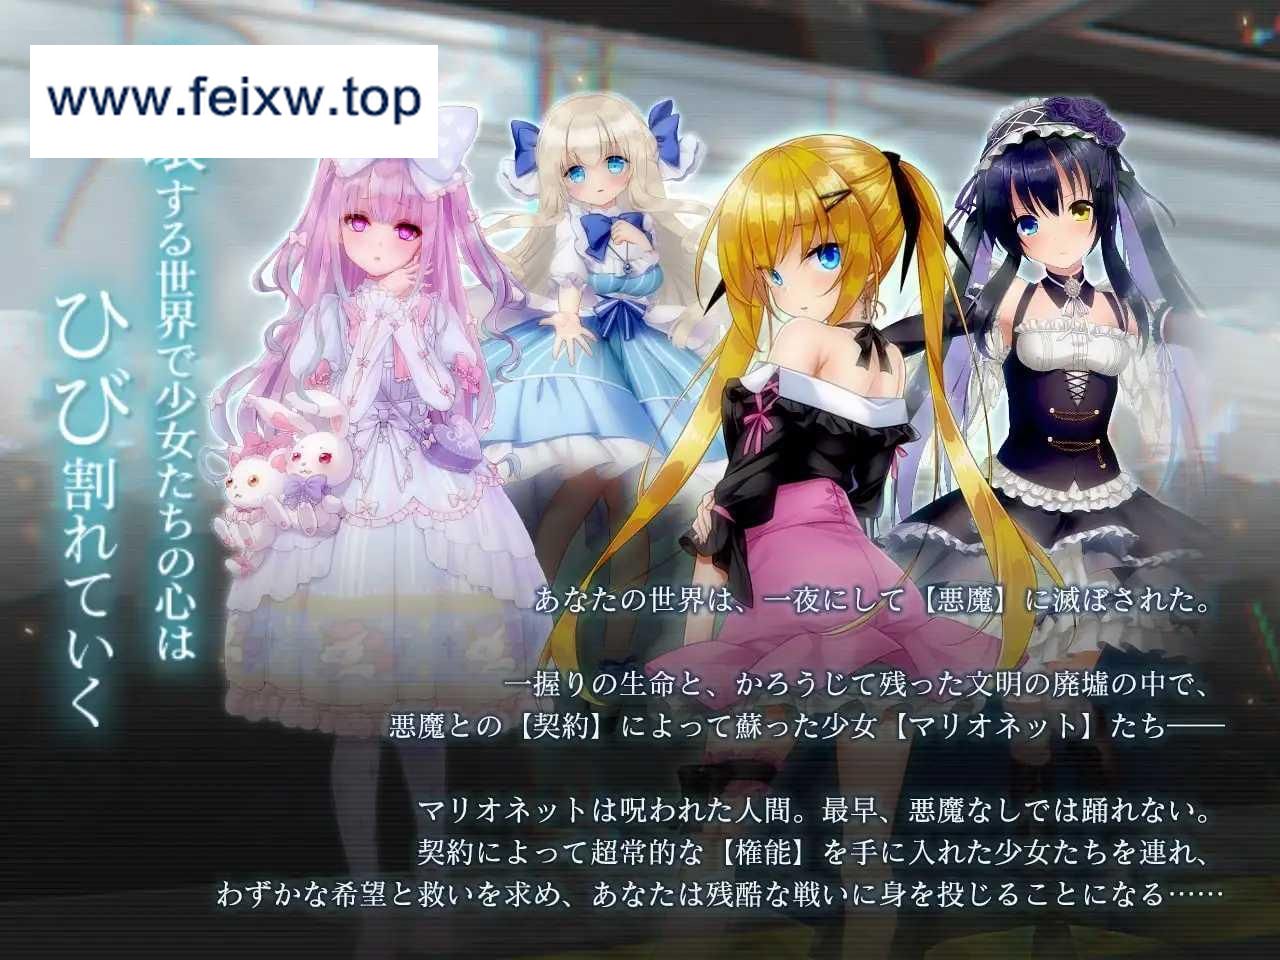 www.feixw.top
壊する世界で少女たちの心は
ひび割れていく
あなたの世界は、一夜にして【悪魔】に滅ぼされた。
一握りの生命と、かろうじて残った文明の廃墟の中で、
悪魔との【契約】によって蘇った少女【マリオネット】たち――
マリオネットは呪われた人間。最早、悪魔なしでは踊れない。
契約によって超常的な【権能】を手に入れた少女たちを連れ、
わずかな希望と救いを求め、あなたは残酷な戦いに身を投じることになる……